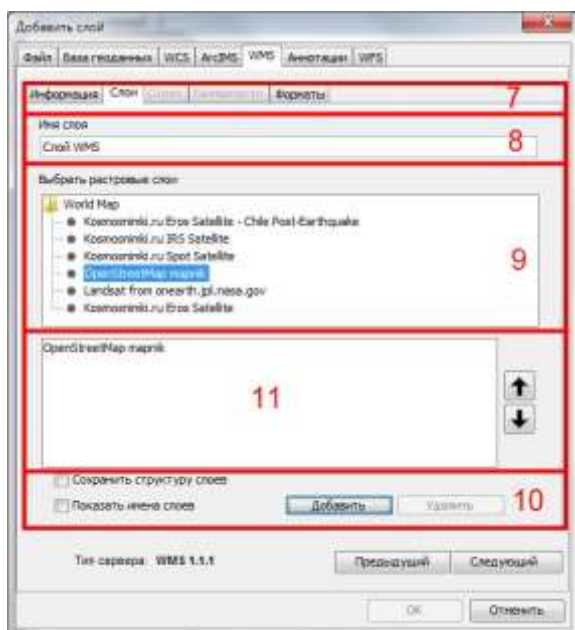 Добавить слой
Файл База геоданных WCS ArcIMS WMS Аннотации WFS
Информация Слои Форматы
7
Имя слоя
Слой WMS
8
Выбрать растровые слои
World Map
Kosmosnimki.ru Eros Satellite - Chile Post-Earthquake
Kosmosnimki.ru IRS Satellite
Kosmosnimki.ru Spot Satellite
OpenStreetMap mapnik
Landsat from onearth.jpl.nasa.gov
Kosmosnimki.ru Eros Satellite
9
OpenStreetMap mapnik
11
Сохранить структуру слоев
Показать имена слоев
Добавить Удалить
10
Тип сервера: WMS 1.1.1
Предыдущий Следующий
OK Отменить